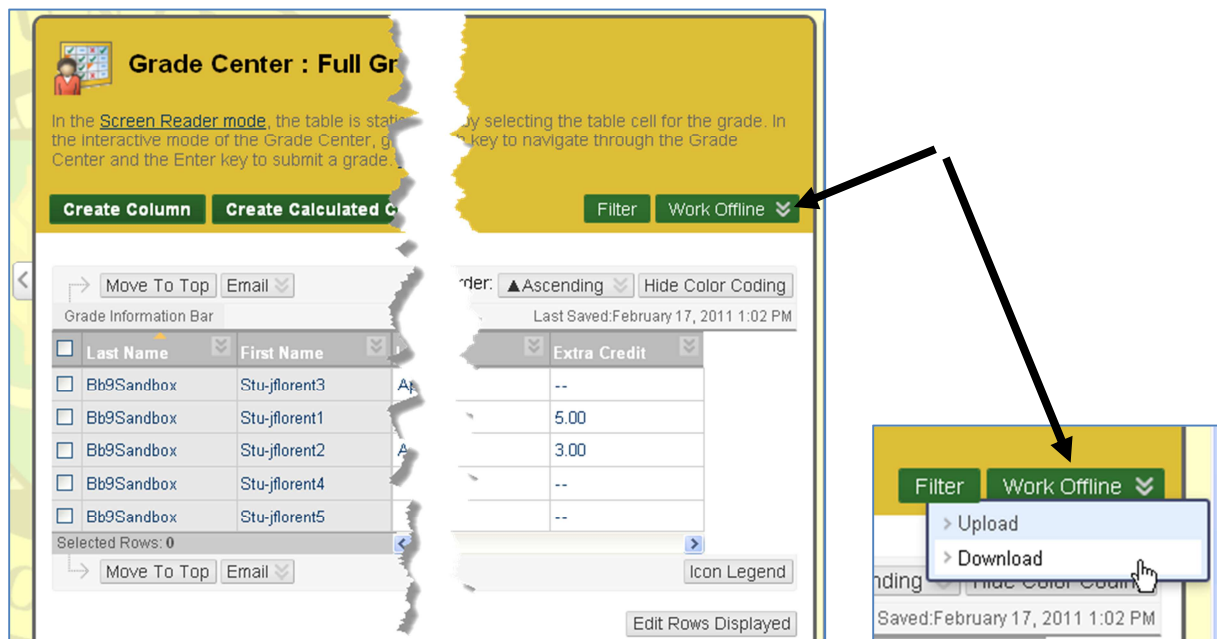 Grade Center : Full Gr
In the Screen Reader mode, the table is static by selecting the table cell for the grade. In
the interactive mode of the Grade Center, key to navigate through the Grade
Center and the Enter key to submit a grade.
Create Column Create Calculated C Filter Work Offline
Move To Top Email rder: ▲Ascending Hide Color Coding
Grade Information Bar Last Saved:February 17, 2011 1:02 PM
Last Name First Name Extra Credit
Bb9Sandbox Stu-jflorent3 --
Bb9Sandbox Stu-jflorent1 5.00
Bb9Sandbox Stu-jflorent2 3.00
Bb9Sandbox Stu-jflorent4 --
Bb9Sandbox Stu-jflorent5 --
Selected Rows: 0
Move To Top Email Icon Legend
Edit Rows Displayed
Filter Work Offline
> Upload
> Download
nding Hide Color Coding
Saved:February 17, 2011 1:02 PM